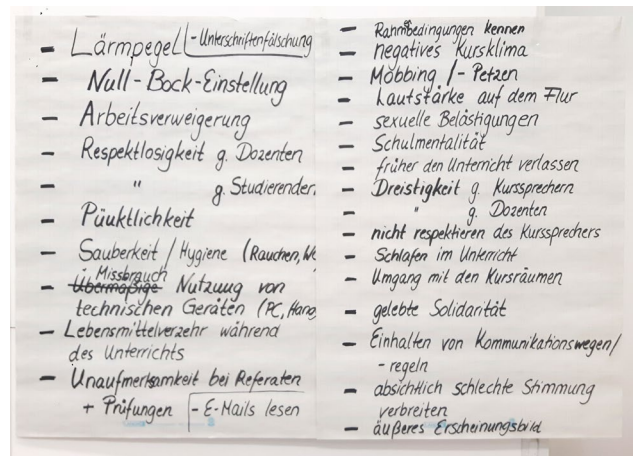 - Lärmpegel - Unterschriftenfälschung
- Null-Bock-Einstellung
- Arbeitsverweigerung
- Respektlosigkeit g. Dozenten
- " g. Studierenden
- Pünktlichkeit
- Sauberkeit / Hygiene (Rauchen,
Missbrauch
- Übermäßige Nutzung von
technischen Geräten (PC,
- Lebensmittelverzehr während
des Unterrichts
- Unaufmerksamkeit bei Referaten
+ Prüfungen - E-Mails lesen
- Rahmebedingungen kennen
- negatives Kursklima
- Mobbing / - Petzen
- Lautstärke auf dem Flur
- sexuelle Belästigungen
- Schulmentalität
- früher den Unterricht verlassen
- Dreistigkeit g. Kurssprechern
- " g. Dozenten
- nicht respektieren des Kurssprechers
- Schlafen im Unterricht
- Umgang mit den Kursräumen
- gelebte Solidarität
- Einhalten von Kommunikationswegen/
- regeln
- absichtlich schlechte Stimmung
verbreiten
- äußeres Erscheinungsbild